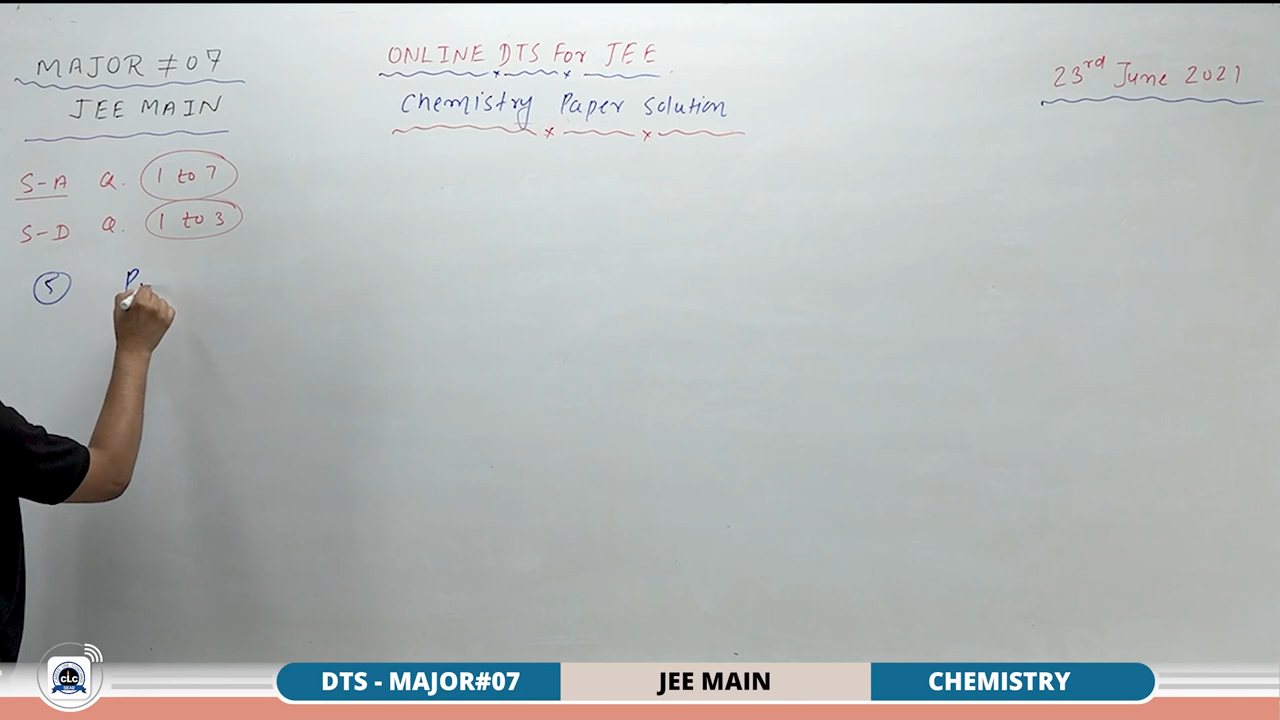 MAJOR #07
JEE MAIN
ONLINE DTS For JEE
Chemistry Paper Solution
23rd June 2021
S-A Q. 1 to 7
S-D Q. 1 to 3
5
CLC
DTS - MAJOR#07
JEE MAIN
CHEMISTRY